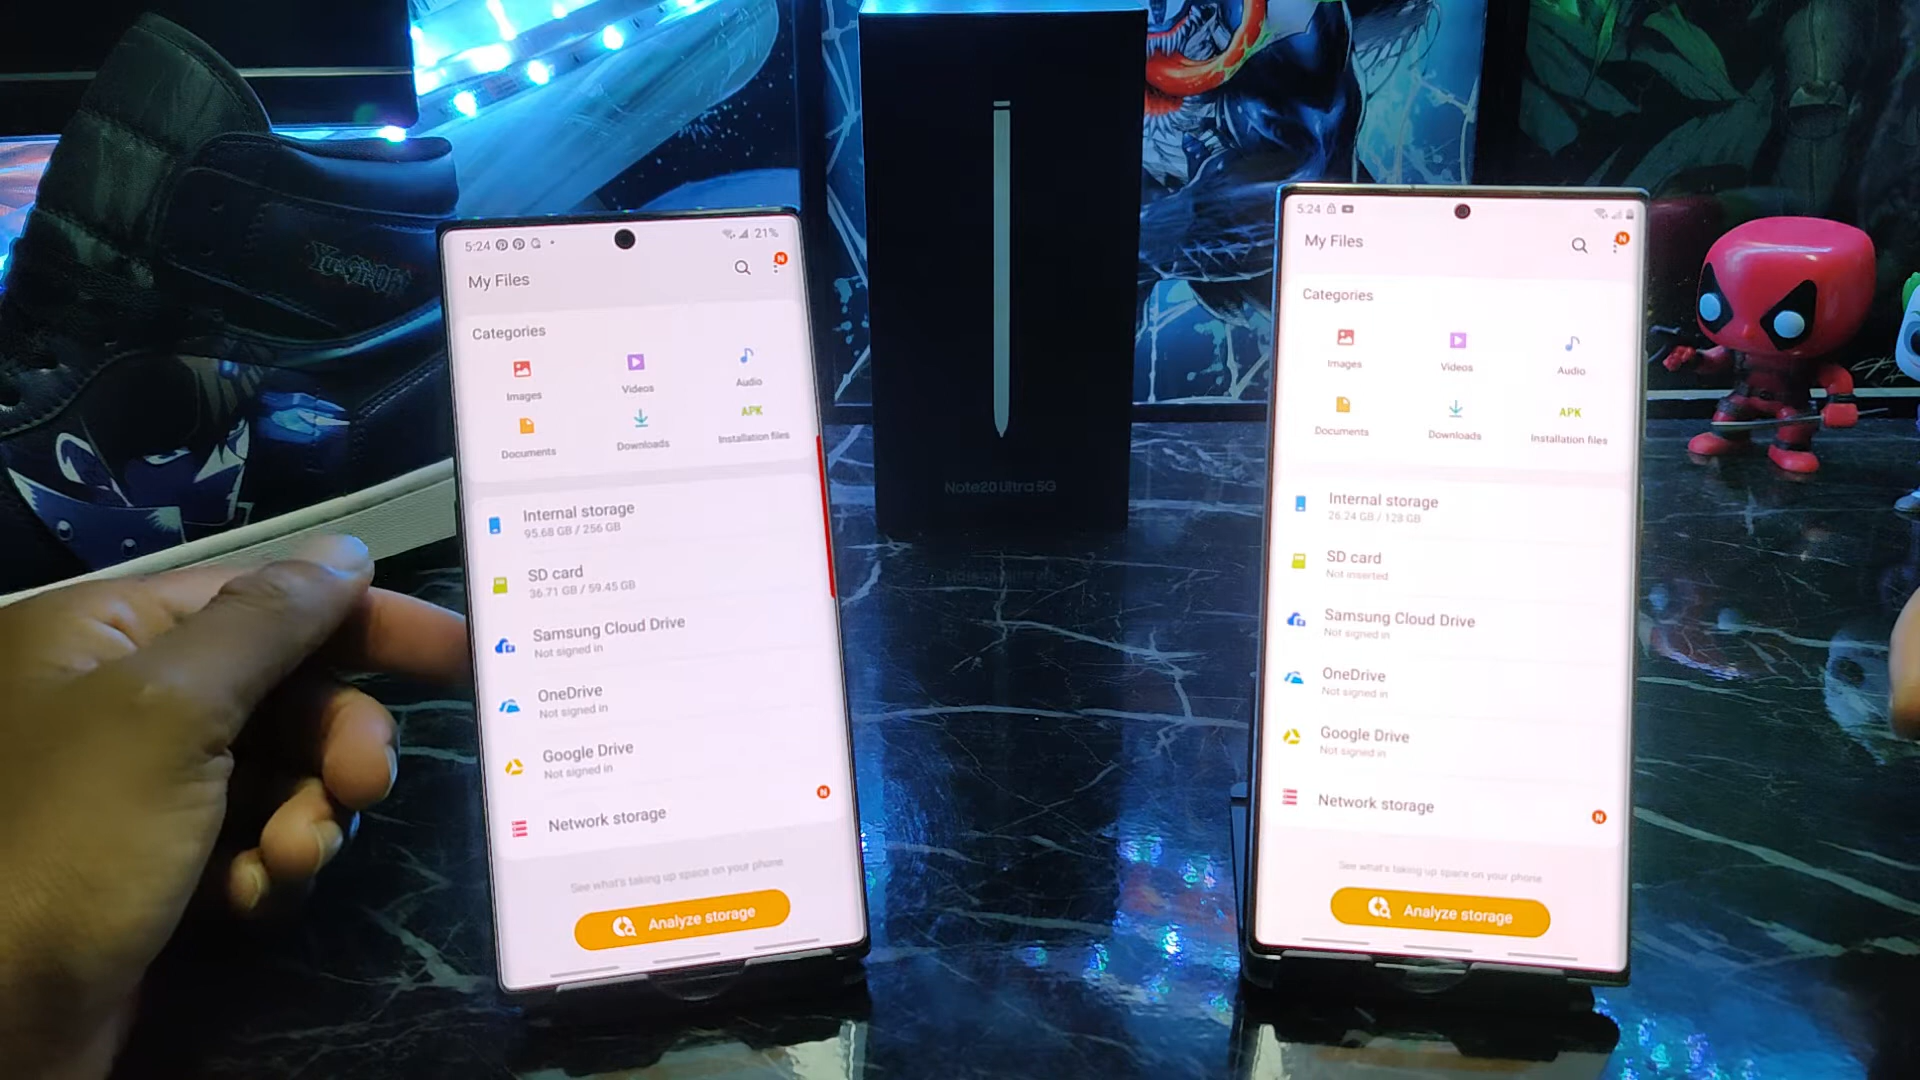 Note20 Ultra 5G
5:24
21%
My Files
N
Categories
Images
Videos
Audio
Documents
Downloads
APK
Installation files
Internal storage
95.68 GB / 256 GB
SD card
36.71 GB / 59.45 GB
Samsung Cloud Drive
Not signed in
OneDrive
Not signed in
Google Drive
Not signed in
Network storage
N
See what's taking up space on your phone
Analyze storage
5:24
My Files
N
Categories
Images
Videos
Audio
Documents
Downloads
APK
Installation files
Internal storage
26.24 GB / 128 GB
SD card
Not inserted
Samsung Cloud Drive
Not signed in
OneDrive
Not signed in
Google Drive
Not signed in
Network storage
N
See what's taking up space on your phone
Analyze storage